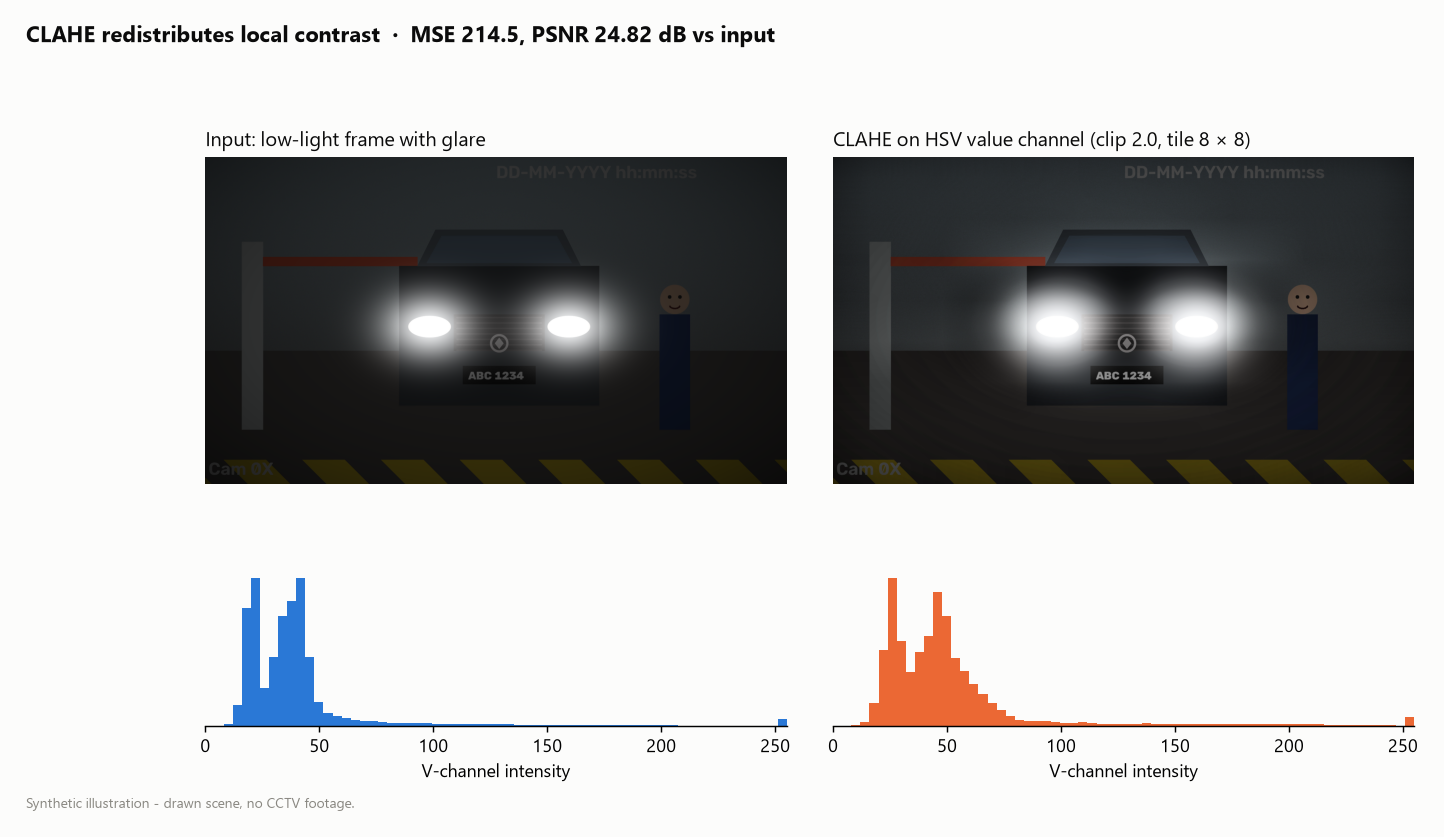 CLAHE redistributes local contrast · MSE 214.5, PSNR 24.82 dB vs input
Input: low-light frame with glare
CLAHE on HSV value channel (clip 2.0, tile 8 × 8)
DD-MM-YYYY hh:mm:ss
DD-MM-YYYY hh:mm:ss
ABC 1234
ABC 1234
Cam 0X
Cam 0X
0 50 100 150 200 250
0 50 100 150 200 250
V-channel intensity
V-channel intensity
Synthetic illustration - drawn scene, no CCTV footage.